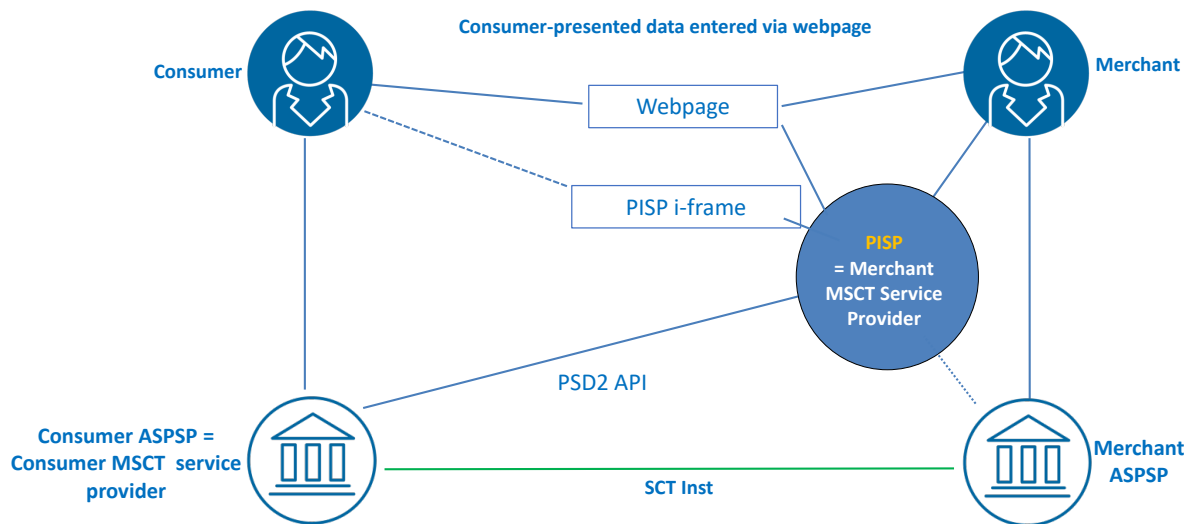 Consumer-presented data entered via webpage
Consumer
Merchant
Webpage
PISP i-frame
PISP
= Merchant
MSCT Service
Provider
PSD2 API
Consumer ASPSP =
Consumer MSCT service
provider
Merchant
ASPSP
SCT Inst